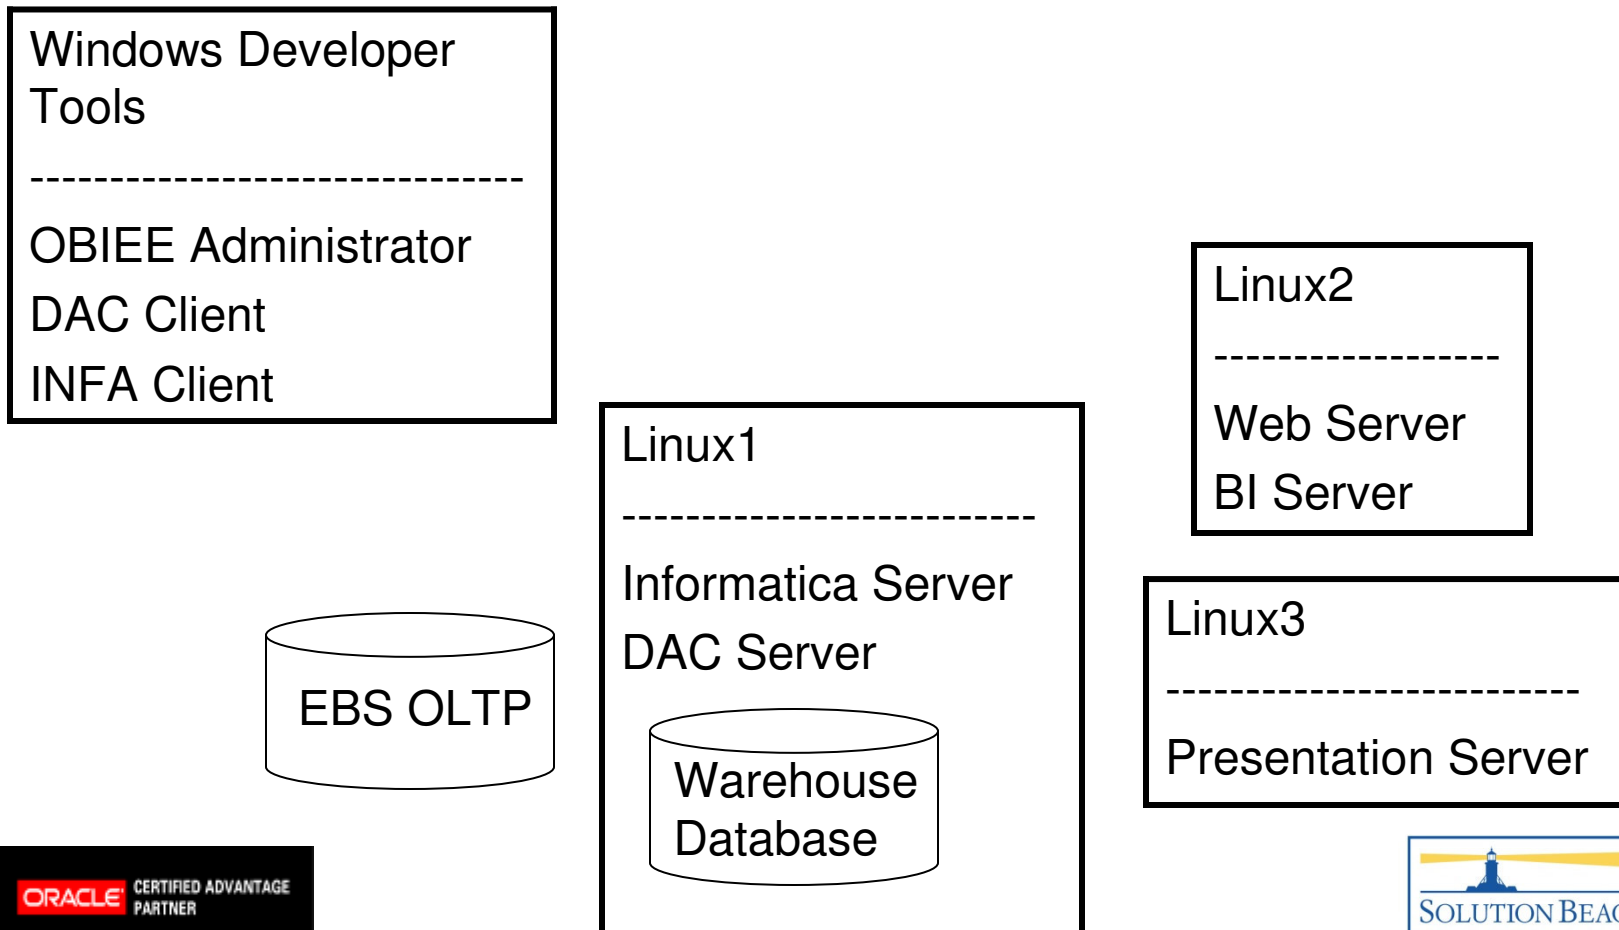 Windows Developer
Tools
-------------------------------
OBIEE Administrator
DAC Client
INFA Client
Linux1
--------------------------
Informatica Server
DAC Server
Warehouse
Database
EBS OLTP
Linux2
------------------
Web Server
BI Server
Linux3
--------------------------
Presentation Server
ORACLE CERTIFIED ADVANTAGE
PARTNER
SOLUTION